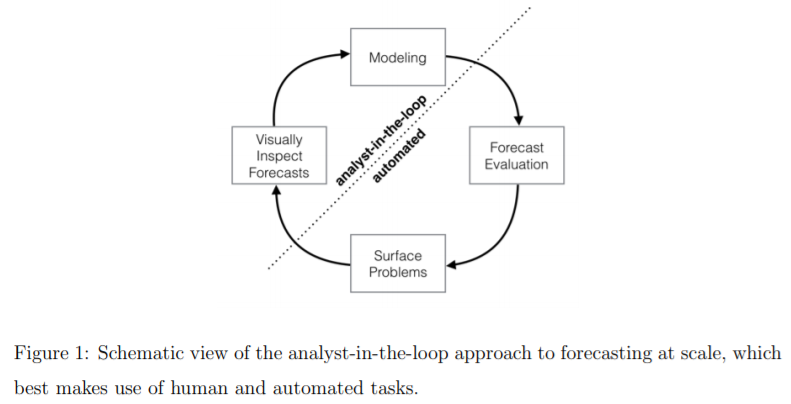 Modeling
analyst-in-the-loop
automated
Visually
Inspect
Forecasts
Forecast
Evaluation
Surface
Problems
Figure 1: Schematic view of the analyst-in-the-loop approach to forecasting at scale, which
best makes use of human and automated tasks.